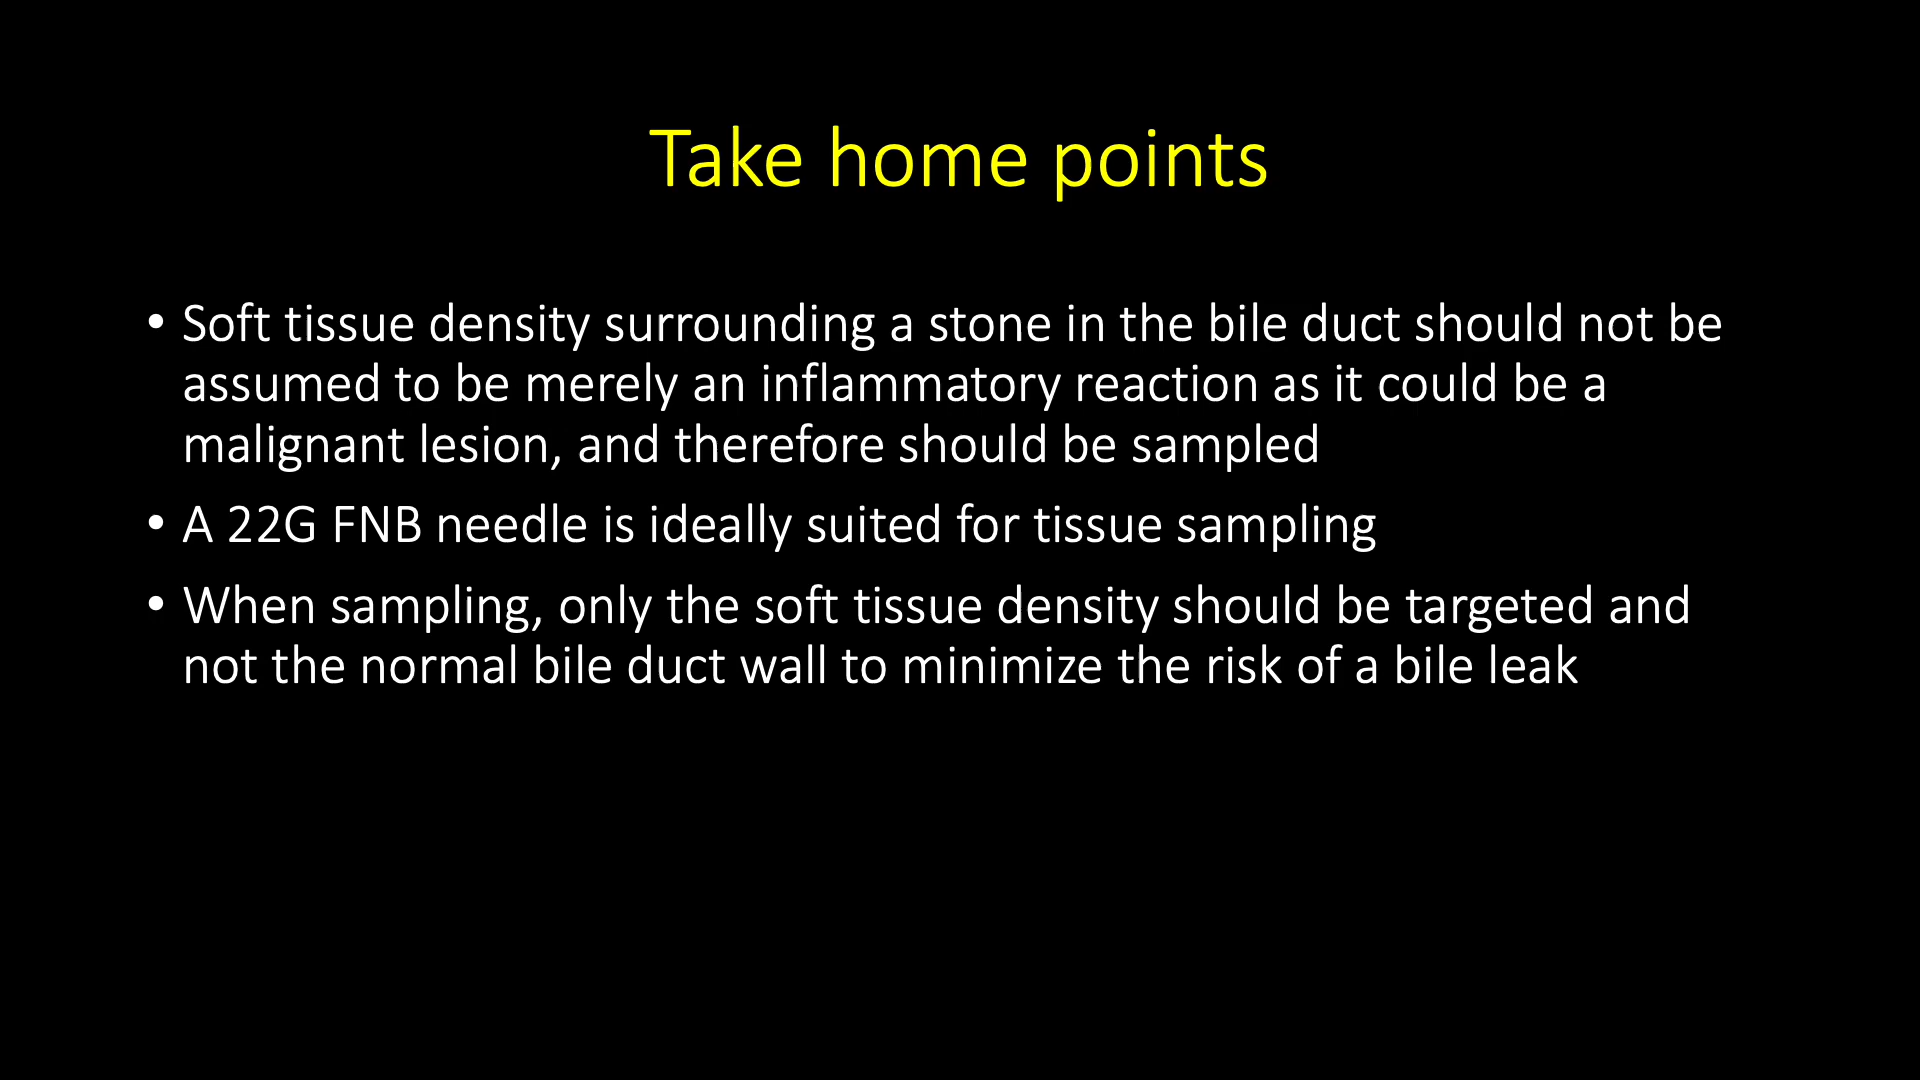 Take home points
• Soft tissue density surrounding a stone in the bile duct should not be
assumed to be merely an inflammatory reaction as it could be a
malignant lesion, and therefore should be sampled
• A 22G FNB needle is ideally suited for tissue sampling
• When sampling, only the soft tissue density should be targeted and
not the normal bile duct wall to minimize the risk of a bile leak